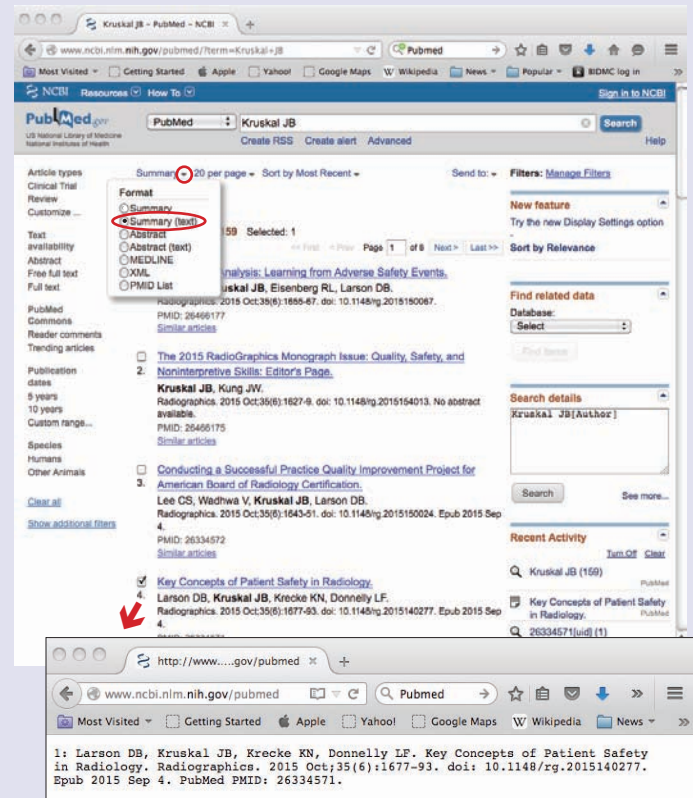 Kruskal JB - PubMed - NCBI
www.ncbi.nlm.nih.gov/pubmed/?term=Kruskal+JB
Pubmed
Most Visited Getting Started Apple Yahoo! Google Maps Wikipedia News Popular BIDMC log in
NCBI Resources How To Sign in to NCBI
PubMed.gov PubMed Kruskal JB Search
US National Library of Medicine
National Institutes of Health
Create RSS Create alert Advanced Help
Article types
Clinical Trial
Review
Customize ...
Text
availability
Abstract
Free full text
Full text
PubMed
Commons
Reader comments
Trending articles
Publication
dates
5 years
10 years
Custom range...
Species
Humans
Other Animals
Clear all
Show additional filters
Summary 20 per page Sort by Most Recent Send to:
Format
Summary
Summary (text)
Abstract
Abstract (text)
MEDLINE
XML
PMID List
159 Selected: 1
<< First < Prev Page 1 of 8 Next > Last >>
nalysis: Learning from Adverse Safety Events.
uskal JB, Eisenberg RL, Larson DB.
Radiographics. 2015 Oct;35(6):1655-67. doi: 10.1148/rg.2015150067.
PMID: 26466177
Similar articles
The 2015 RadioGraphics Monograph Issue: Quality, Safety, and
2. Noninterpretive Skills: Editor's Page.
Kruskal JB, Kung JW.
Radiographics. 2015 Oct;35(6):1627-9. doi: 10.1148/rg.2015154013. No abstract
available.
PMID: 26466175
Similar articles
Conducting a Successful Practice Quality Improvement Project for
3. American Board of Radiology Certification.
Lee CS, Wadhwa V, Kruskal JB, Larson DB.
Radiographics. 2015 Oct;35(6):1643-51. doi: 10.1148/rg.2015150024. Epub 2015 Sep
4.
PMID: 26334572
Similar articles
Key Concepts of Patient Safety in Radiology.
4. Larson DB, Kruskal JB, Krecke KN, Donnelly LF.
Radiographics. 2015 Oct;35(6):1677-93. doi: 10.1148/rg.2015140277. Epub 2015 Sep
4.
Filters: Manage Filters
New feature
Try the new Display Settings option
-
Sort by Relevance
Find related data
Database:
Select
Find items
Search details
Kruskal JB[Author]
Search See more...
Recent Activity
Turn Off Clear
Kruskal JB (159)
PubMed
Key Concepts of Patient Safety
in Radiology. PubMed
26334571[uid] (1)
http://www.....gov/pubmed
www.ncbi.nlm.nih.gov/pubmed Pubmed
Most Visited Getting Started Apple Yahoo! Google Maps Wikipedia News
1: Larson DB, Kruskal JB, Krecke KN, Donnelly LF. Key Concepts of Patient Safety
in Radiology. Radiographics. 2015 Oct;35(6):1677-93. doi: 10.1148/rg.2015140277.
Epub 2015 Sep 4. PubMed PMID: 26334571.